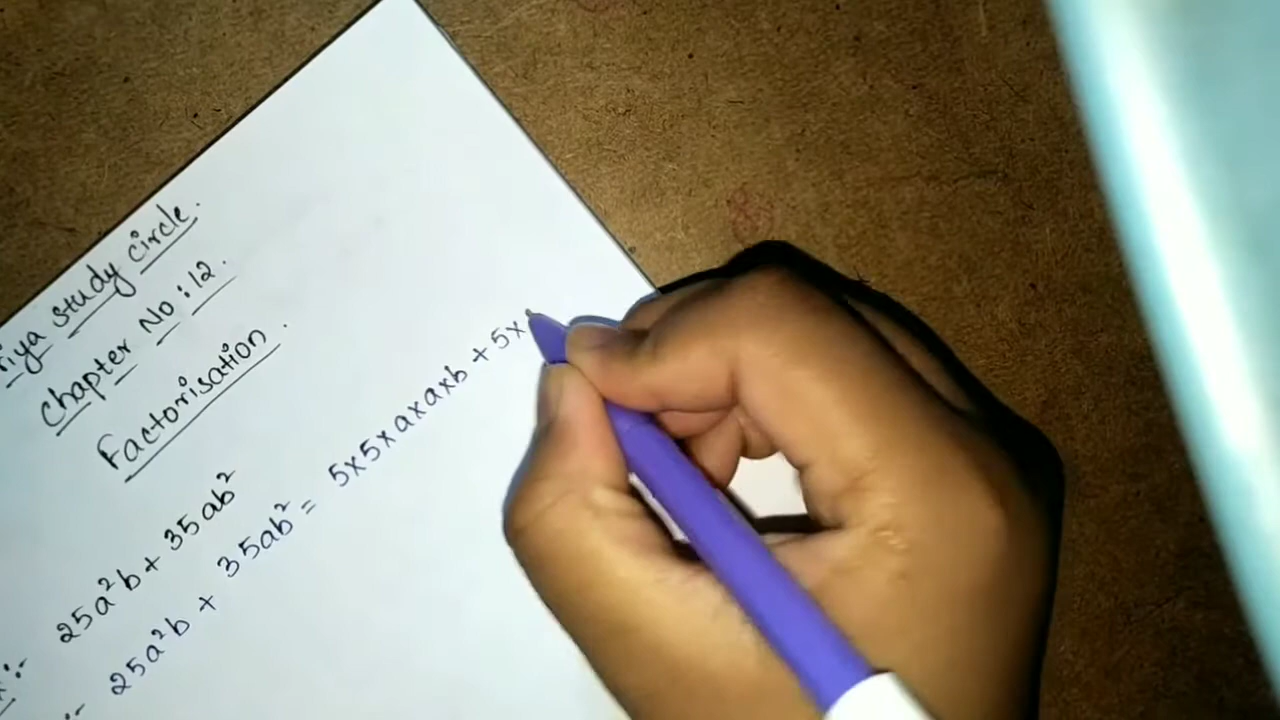 study circle.
Chapter No : 12.
Factorisation.
25a²b + 35ab²
25a²b + 35ab² = 5x5xaxaxb + 5x